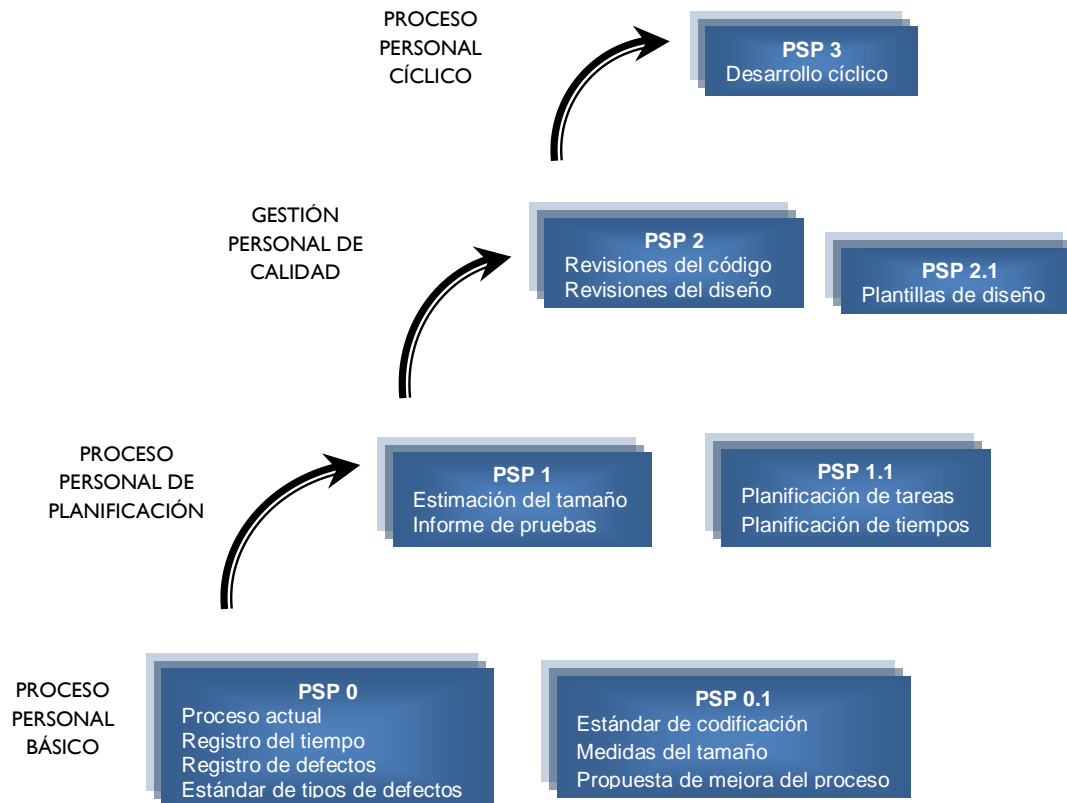 PROCESO
PERSONAL
CÍCLICO
PSP 3
Desarrollo cíclico
GESTIÓN
PERSONAL DE
CALIDAD
PSP 2
Revisiones del código
Revisiones del diseño
PSP 2.1
Plantillas de diseño
PROCESO
PERSONAL DE
PLANIFICACIÓN
PSP 1
Estimación del tamaño
Informe de pruebas
PSP 1.1
Planificación de tareas
Planificación de tiempos
PROCESO
PERSONAL
BÁSICO
PSP 0
Proceso actual
Registro del tiempo
Registro de defectos
Estándar de tipos de defectos
PSP 0.1
Estándar de codificación
Medidas del tamaño
Propuesta de mejora del proceso